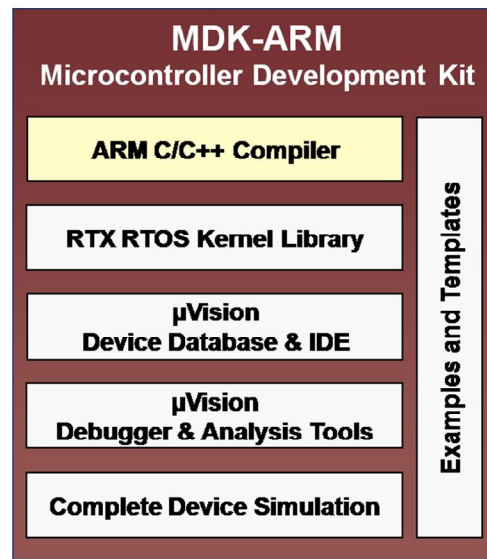 MDK-ARM
Microcontroller Development Kit
ARM C/C++ Compiler
RTX RTOS Kernel Library
µVision
Device Database & IDE
µVision
Debugger & Analysis Tools
Complete Device Simulation
Examples and Templates